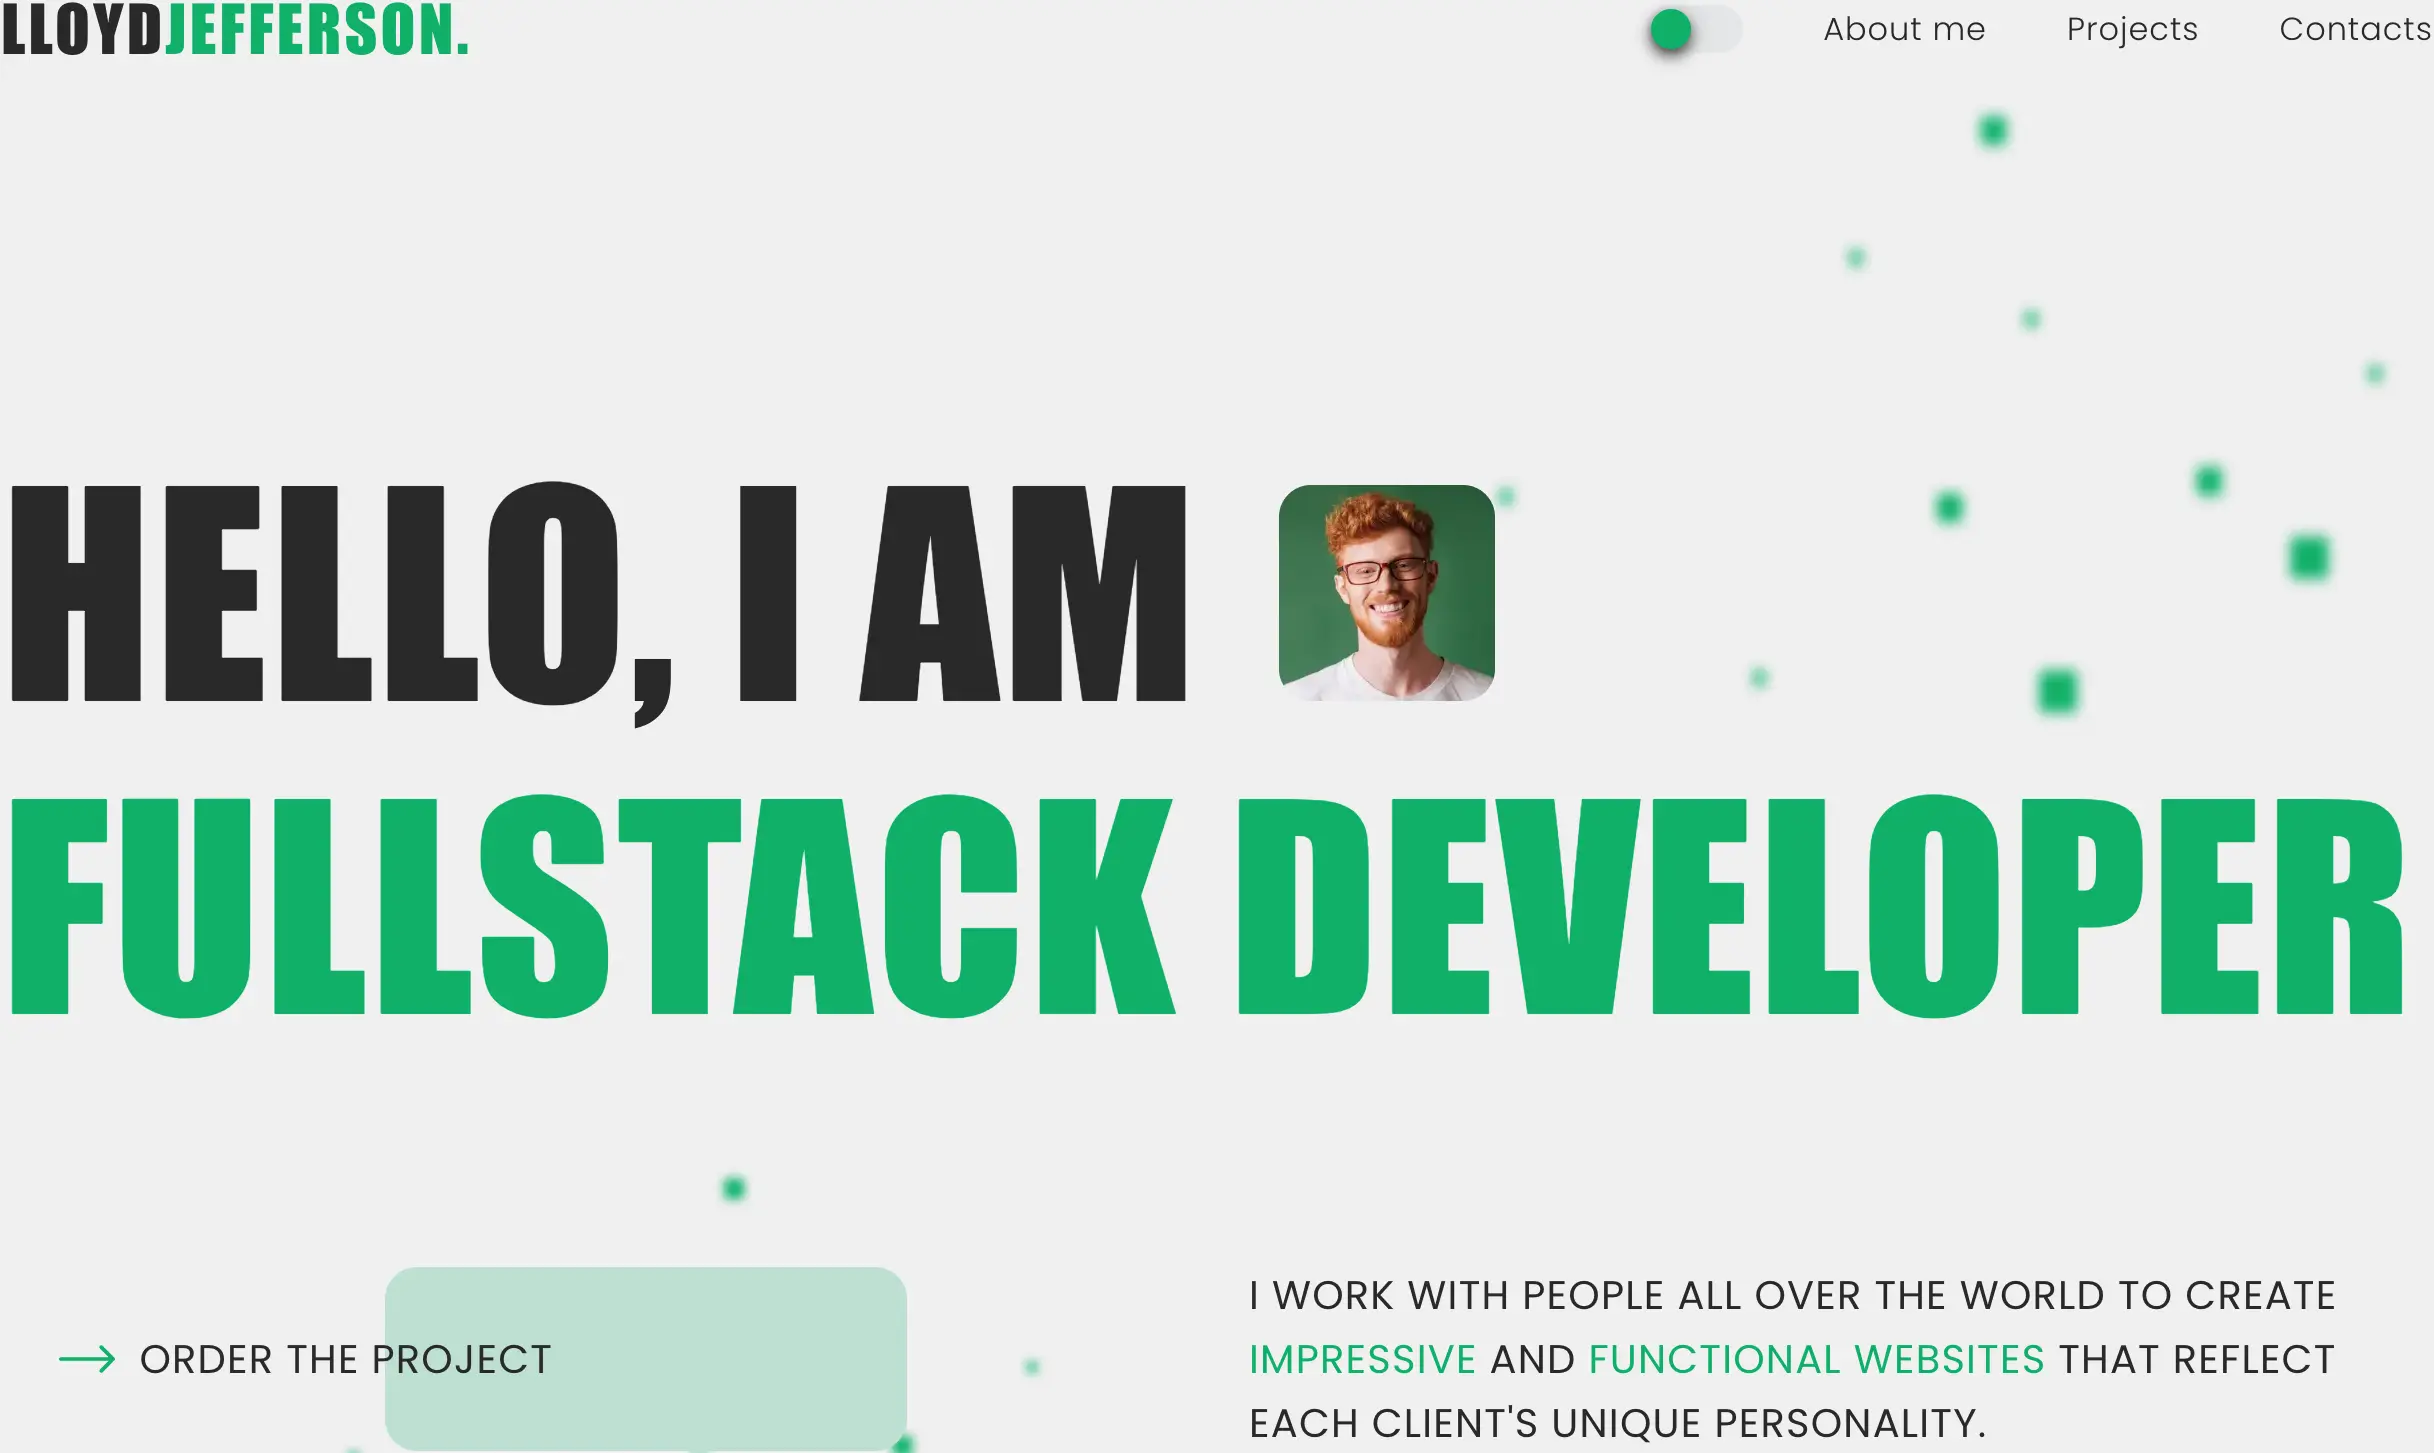 LLOYDJEFFERSON.
About me
Projects
Contacts
HELLO, I AM
FULLSTACK DEVELOPER
ORDER THE PROJECT
I WORK WITH PEOPLE ALL OVER THE WORLD TO CREATE
IMPRESSIVE AND FUNCTIONAL WEBSITES THAT REFLECT
EACH CLIENT'S UNIQUE PERSONALITY.